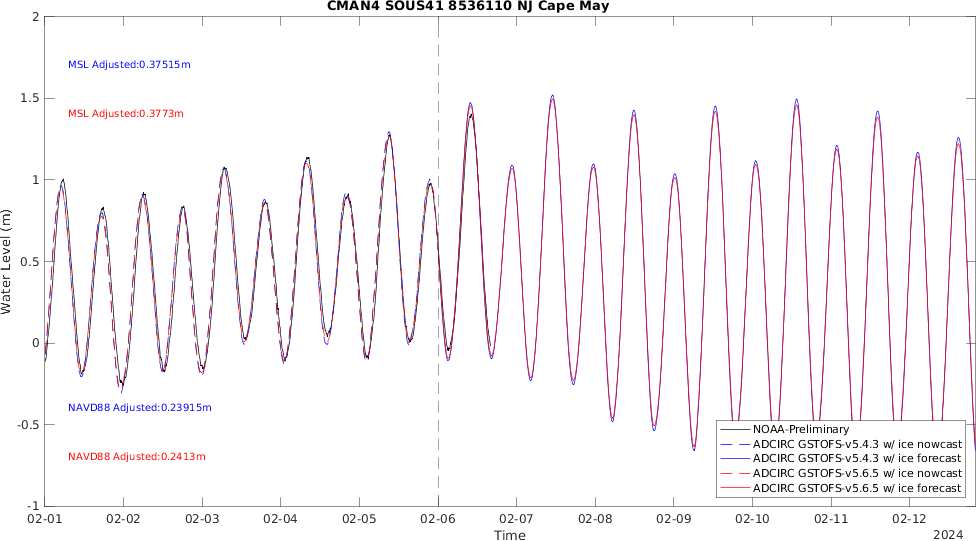 CMAN4 SOUS41 8536110 NJ Cape May
2
1.5
1
0.5
0
-0.5
-1
Water Level (m)
MSL Adjusted:0.37515m
MSL Adjusted:0.3773m
NAVD88 Adjusted:0.23915m
NAVD88 Adjusted:0.2413m
NOAA-Preliminary
ADCIRC GSTOFS-v5.4.3 w/ ice nowcast
ADCIRC GSTOFS-v5.4.3 w/ ice forecast
ADCIRC GSTOFS-v5.6.5 w/ ice nowcast
ADCIRC GSTOFS-v5.6.5 w/ ice forecast
02-01 02-02 02-03 02-04 02-05 02-06 02-07 02-08 02-09 02-10 02-11 02-12
Time
2024